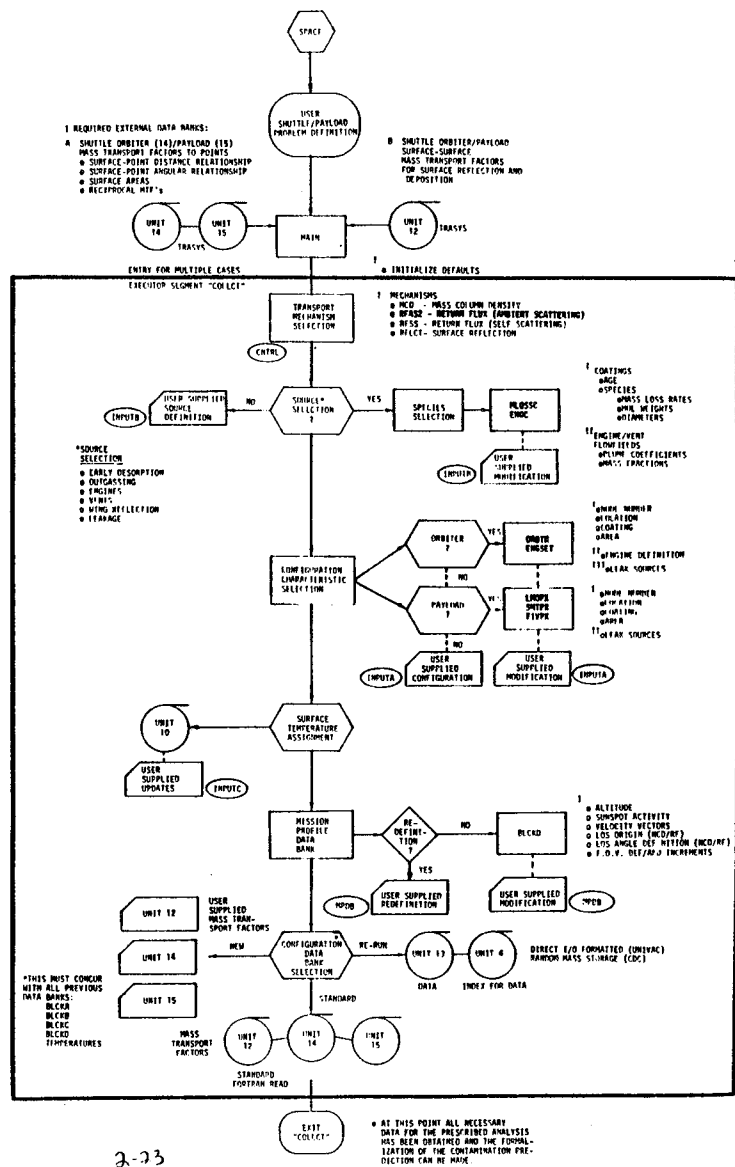 SPACE
USER
SHUTTLE/PAYLOAD
PROBLEM DEFINITION
† REQUIRED EXTERNAL DATA BANKS:
A SHUTTLE ORBITER (14)/PAYLOAD (15)
MASS TRANSPORT FACTORS TO POINTS
● SURFACE-POINT DISTANCE RELATIONSHIP
● SURFACE-POINT ANGULAR RELATIONSHIP
● SURFACE AREAS
● RECIPROCAL MTF's
B SHUTTLE ORBITER/PAYLOAD
SURFACE-SURFACE
MASS TRANSPORT FACTORS
FOR SURFACE REFLECTION AND
DEPOSITION
UNIT
14
UNIT
15
TRASYS
MAIN
UNIT
12
TRASYS
ENTRY FOR MULTIPLE CASES
†
● INITIALIZE DEFAULTS
EXECUTOR SEGMENT "COLLCT"
TRANSPORT
MECHANISM
SELECTION
CNTRL
† MECHANISMS
● MCD - MASS COLUMN DENSITY
● RFAS2 - RETURN FLUX (AMBIENT SCATTERING)
● RFSS - RETURN FLUX (SELF SCATTERING)
● RFLCT- SURFACE REFLECTION
USER SUPPLIED
SOURCE
DEFINITION
INPUTB
NO
SOURCE*
SELECTION
?
YES
SPECIES
SELECTION
MLOSSC
ENGC
INPUTB
USER
SUPPLIED
MODIFICATION
† COATINGS
●AGE
●SPECIES
●MASS LOSS RATES
●MOL WEIGHTS
●DIAMETERS
††ENGINE/VENT
FLOWFIELDS
●PLUME COEFFICIENTS
●MASS FRACTIONS
*SOURCE
SELECTION
● EARLY DESORPTION
● OUTGASSING
● ENGINES
● VENTS
● WING REFLECTION
● LEAKAGE
CONFIGURATION
CHARACTERISTIC
SELECTION
ORBITER
?
YES
ORBTR
ENGSET
†●NODE NUMBER
●LOCATION
●COATING
●AREA
††●ENGINE DEFINITION
†††●LEAK SOURCES
NO
PAYLOAD
?
YES
LMOPX
SMTPX
FIVPX
†●NODE NUMBER
●LOCATION
●COATING
●AREA
††●LEAK SOURCES
NO
INPUTA
USER
SUPPLIED
CONFIGURATION
USER
SUPPLIED
MODIFICATION
INPUTA
UNIT
10
SURFACE
TEMPERATURE
ASSIGNMENT
USER
SUPPLIED
UPDATES
INPUTC
MISSION
PROFILE
DATA
BANK
RE-
DEFINI-
TION
?
NO
BLCKD
†
● ALTITUDE
● SUNSPOT ACTIVITY
● VELOCITY VECTORS
● LOS ORIGIN (MCD/RF)
● LOS ANGLE DEFINITION (MCD/RF)
● F.O.V. DEF/AND INCREMENTS
YES
MPDB
USER SUPPLIED
REDEFINITION
USER SUPPLIED
MODIFICATION
MPDB
UNIT 12
USER
SUPPLIED
MASS TRAN-
SPORT FACTORS
UNIT 14
NEW
CONFIGURATION
DATA
BANK
SELECTION
*
RE-RUN
UNIT 13
UNIT 4
DATA
INDEX FOR DATA
DIRECT I/O FORMATTED (UNIVAC)
RANDOM MASS STORAGE (CDC)
UNIT 15
*THIS MUST CONCUR
WITH ALL PREVIOUS
DATA BANKS:
BLCKA
BLCKB
BLCKC
BLCKD
TEMPERATURES
STANDARD
MASS
TRANSPORT
FACTORS
UNIT
12
UNIT
14
UNIT
15
STANDARD
FORTRAN READ
EXIT
"COLLCT"
● AT THIS POINT ALL NECESSARY
DATA FOR THE PRESCRIBED ANALYSIS
HAS BEEN OBTAINED AND THE FORMAL-
IZATION OF THE CONTAMINATION PRE-
DICTION CAN BE MADE.
2-23